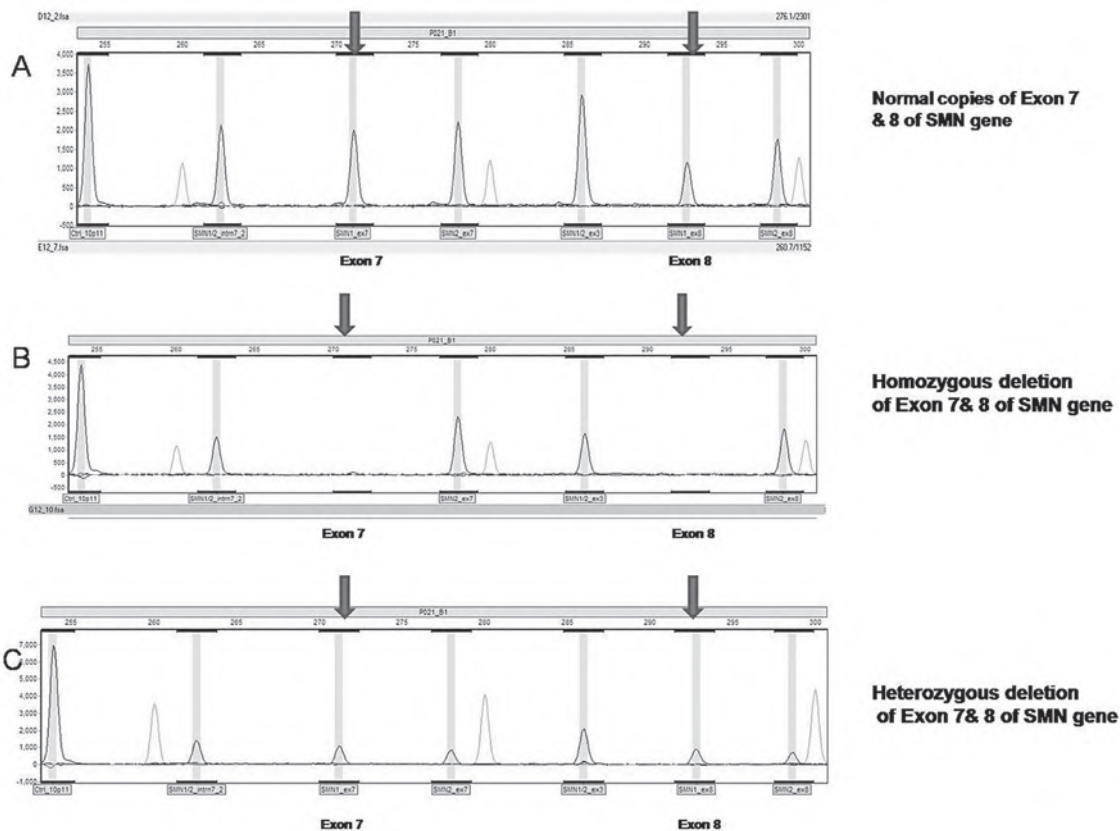 D12_2.fsa 276.1/2301
P021_B1
255 260 265 270 275 280 285 290 295 300
A
4,000
3,500
3,000
2,500
2,000
1,500
1,000
500
0
-500
Ctrl_10p11 SMN1/2_intrn7_2 SMN1_ex7 SMN2_ex7 SMN1/2_ex3 SMN1_ex8 SMN2_ex8
E12_7.fsa 260.7/1152
Exon 7 Exon 8
Normal copies of Exon 7
& 8 of SMN gene
P021_B1
255 260 265 270 275 280 285 290 295 300
B
4,500
4,000
3,500
3,000
2,500
2,000
1,500
1,000
500
0
-500
Ctrl_10p11 SMN1/2_intrn7_2 SMN2_ex7 SMN1/2_ex3 SMN2_ex8
G12_10.fsa
Exon 7 Exon 8
Homozygous deletion
of Exon 7& 8 of SMN gene
P021_B1
255 260 265 270 275 280 285 290 295 300
C
7,000
6,000
5,000
4,000
3,000
2,000
1,000
0
-1,000
Ctrl_10p11 SMN1/2_intrn7_2 SMN1_ex7 SMN2_ex7 SMN1/2_ex3 SMN1_ex8 SMN2_ex8
Exon 7 Exon 8
Heterozygous deletion
of Exon 7& 8 of SMN gene